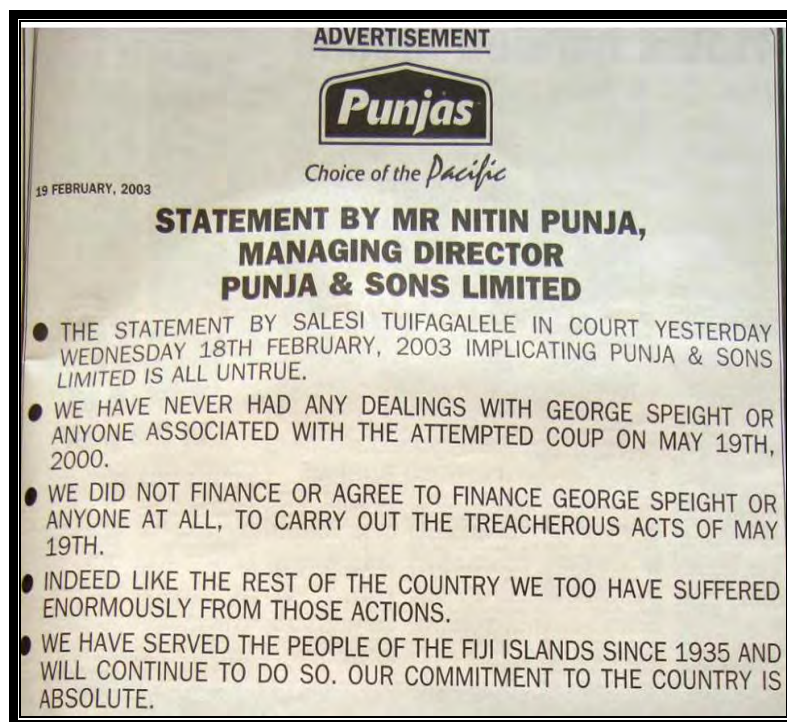 ADVERTISEMENT
Punjas
Choice of the Pacific
19 FEBRUARY, 2003
STATEMENT BY MR NITIN PUNJA,
MANAGING DIRECTOR
PUNJA & SONS LIMITED
● THE STATEMENT BY SALESI TUIFAGALELE IN COURT YESTERDAY
WEDNESDAY 18TH FEBRUARY, 2003 IMPLICATING PUNJA & SONS
LIMITED IS ALL UNTRUE.
● WE HAVE NEVER HAD ANY DEALINGS WITH GEORGE SPEIGHT OR
ANYONE ASSOCIATED WITH THE ATTEMPTED COUP ON MAY 19TH,
2000.
● WE DID NOT FINANCE OR AGREE TO FINANCE GEORGE SPEIGHT OR
ANYONE AT ALL, TO CARRY OUT THE TREACHEROUS ACTS OF MAY
19TH.
● INDEED LIKE THE REST OF THE COUNTRY WE TOO HAVE SUFFERED
ENORMOUSLY FROM THOSE ACTIONS.
● WE HAVE SERVED THE PEOPLE OF THE FIJI ISLANDS SINCE 1935 AND
WILL CONTINUE TO DO SO. OUR COMMITMENT TO THE COUNTRY IS
ABSOLUTE.